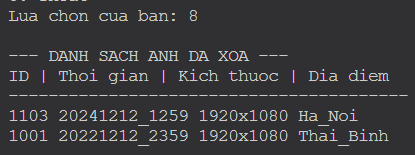 Lua chon cua ban: 8
--- DANH SACH ANH DA XOA ---
ID | Thoi gian | Kich thuoc | Dia diem
----------------------------------------
1103 20241212_1259 1920x1080 Ha_Noi
1001 20221212_2359 1920x1080 Thai_Binh